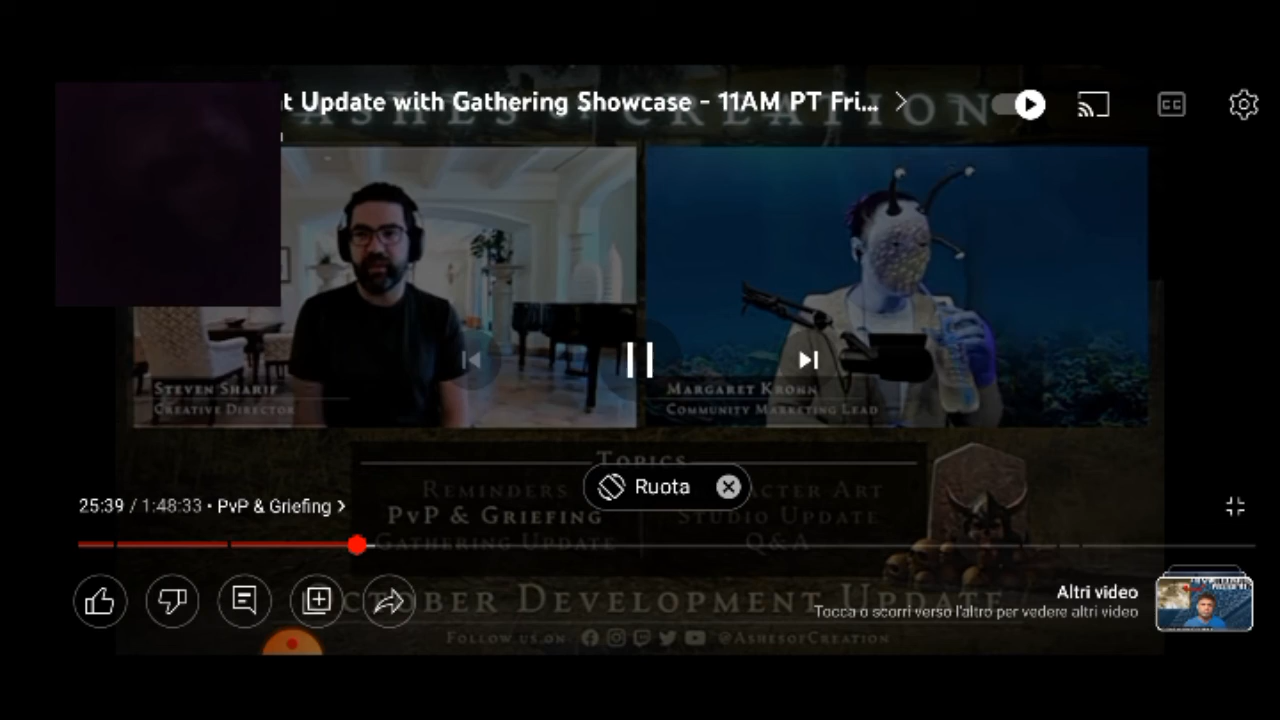 t Update with Gathering Showcase - 11AM PT Fri...
ASHES CREATION
CC
STEVEN SHARIF
CREATIVE DIRECTOR
MARGARET KROHN
COMMUNITY MARKETING LEAD
TOPICS
Ruota
REMINDERS
ACTER ART
25:39 / 1:48:33 • PvP & Griefing
PVP & GRIEFING
STUDIO UPDATE
GATHERING UPDATE
Q&A
Altri video
Tocca o scorri verso l'altro per vedere altri video
CTOBER DEVELOPMENT UPDATE
FOLLOW US ON
@ASHESOFCREATION